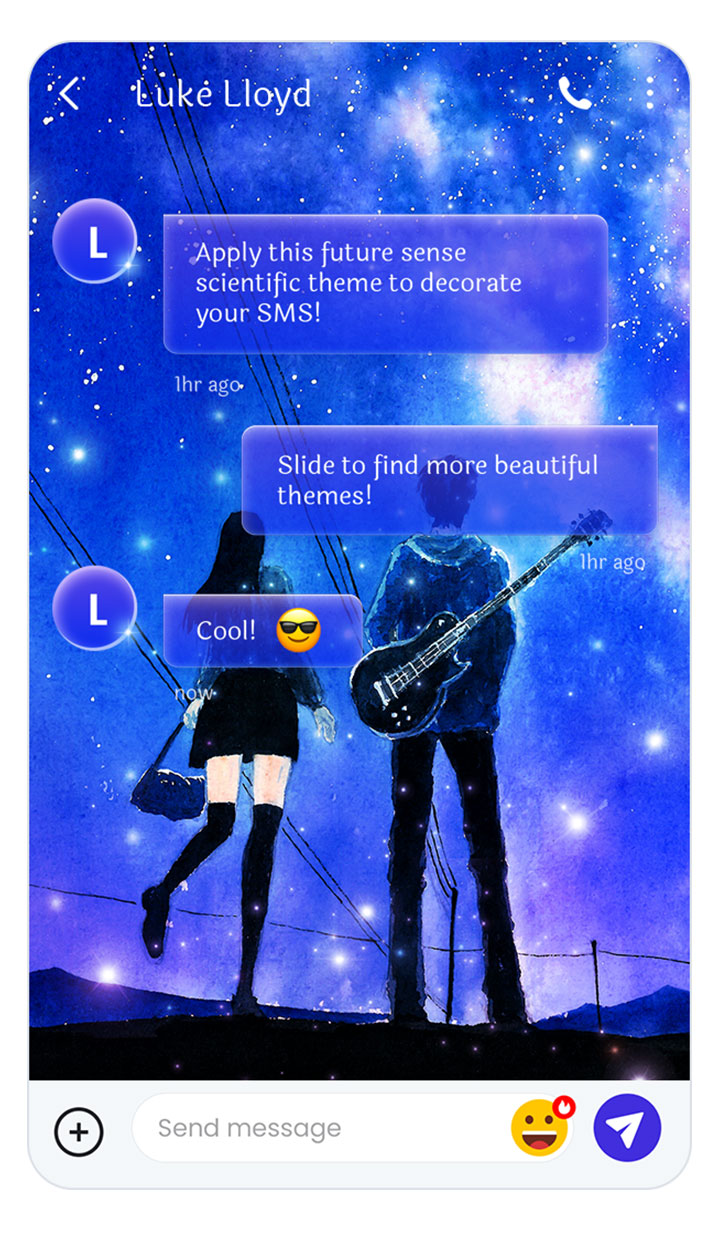 Luke Lloyd
L
Apply this future sense
scientific theme to decorate
your SMS!
1hr ago
Slide to find more beautiful
themes!
1hr ago
L
Cool! 😎
now
Send message